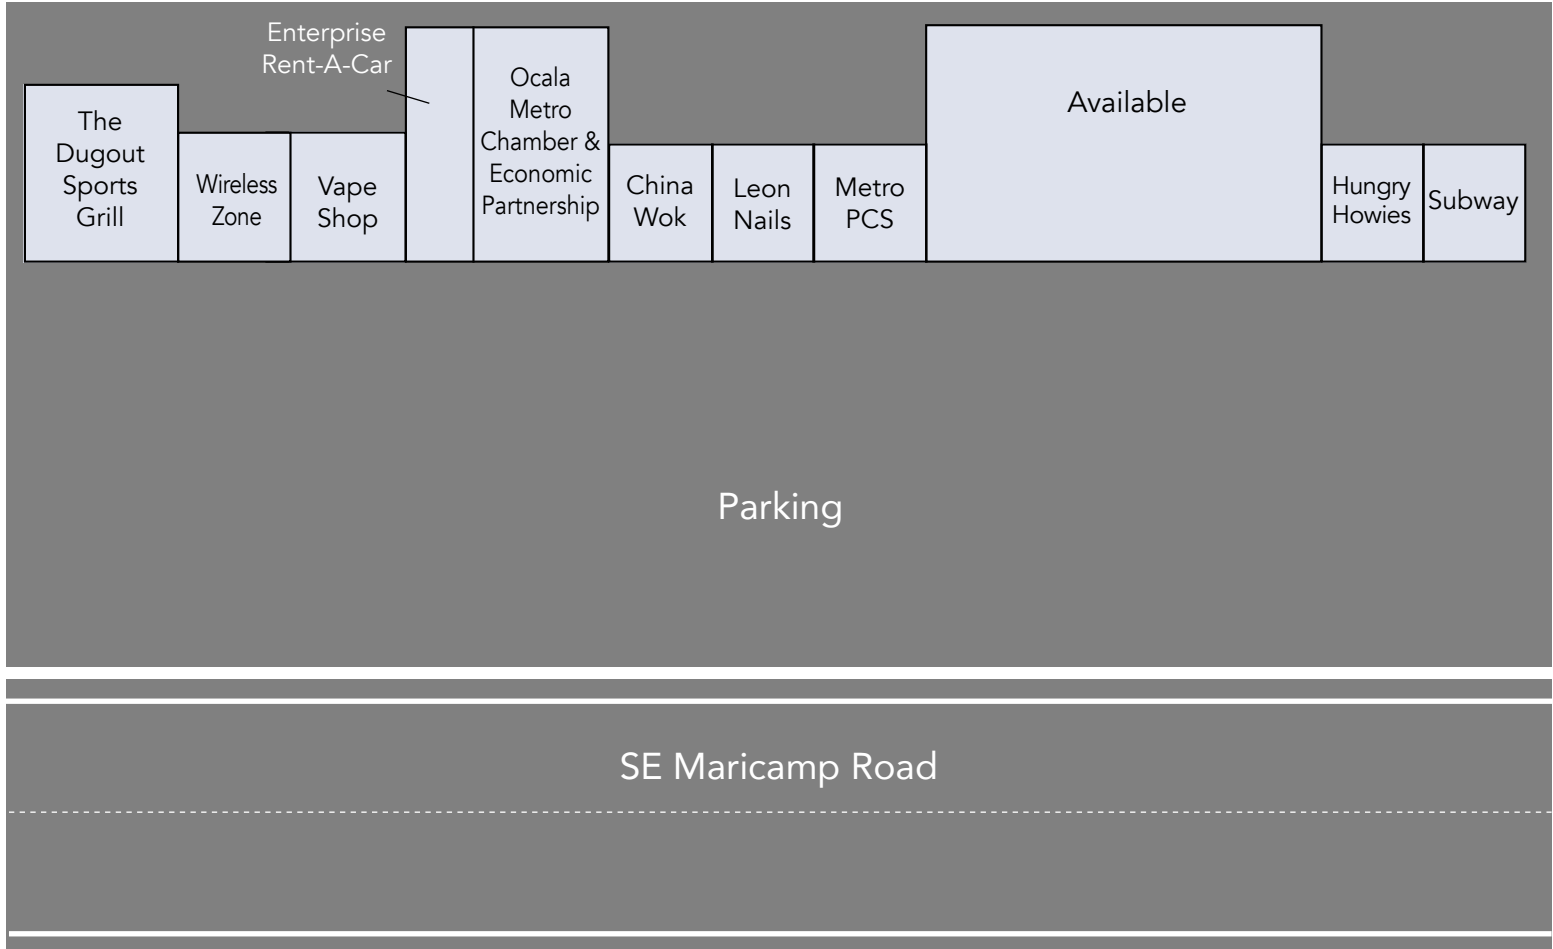 Enterprise
Rent-A-Car
The
Dugout
Sports
Grill
Wireless
Zone
Vape
Shop
Ocala
Metro
Chamber &
Economic
Partnership
China
Wok
Leon
Nails
Metro
PCS
Available
Hungry
Howies
Subway
Parking
SE Maricamp Road